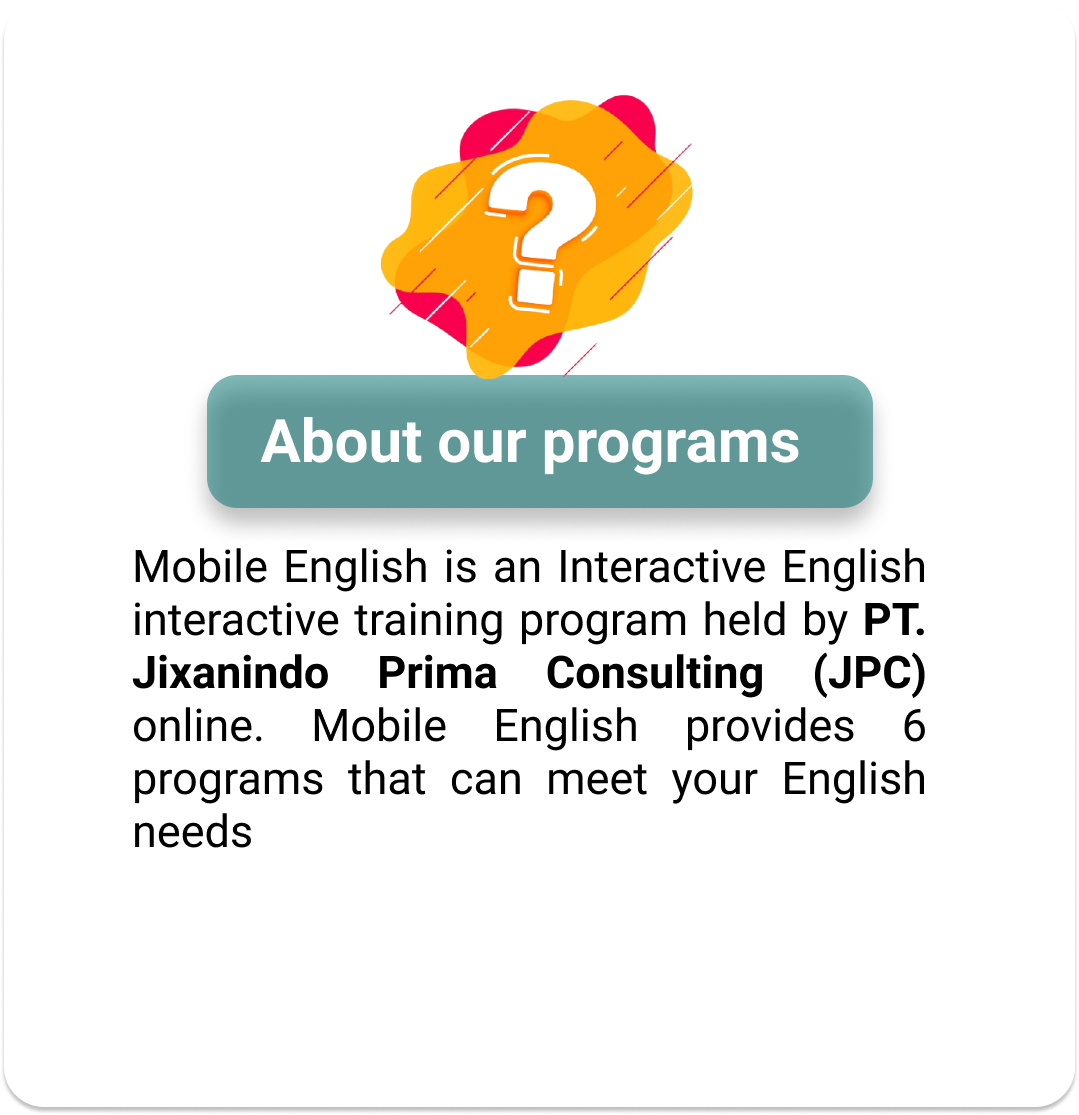 ?
About our programs
Mobile English is an Interactive English
interactive training program held by PT.
Jixanindo Prima Consulting (JPC)
online. Mobile English provides 6
programs that can meet your English
needs